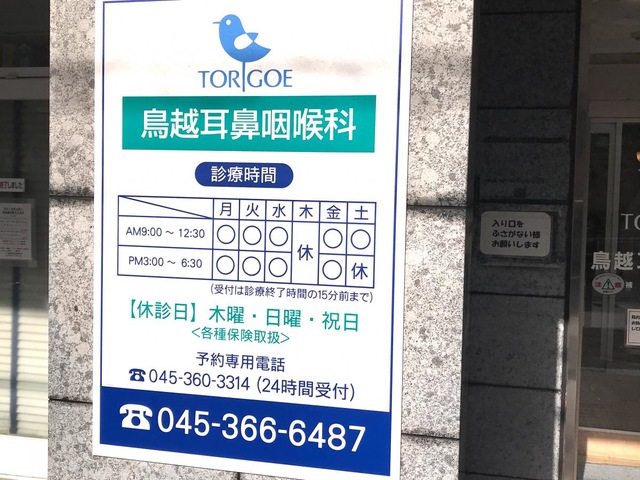 TORIGOE
鳥越耳鼻咽喉科
診療時間
月 火 水 木 金 土
AM9:00 〜 12:30 ○ ○ ○ 休 ○ ○
PM3:00 〜 6:30 ○ ○ ○ ○ 休
(受付は診療終了時間の15分前まで)
【休診日】木曜・日曜・祝日
<各種保険取扱>
予約専用電話
☎045-360-3314 (24時間受付)
☎045-366-6487
入り口を
ふさがない様
お願いします
TO
鳥越耳
注意